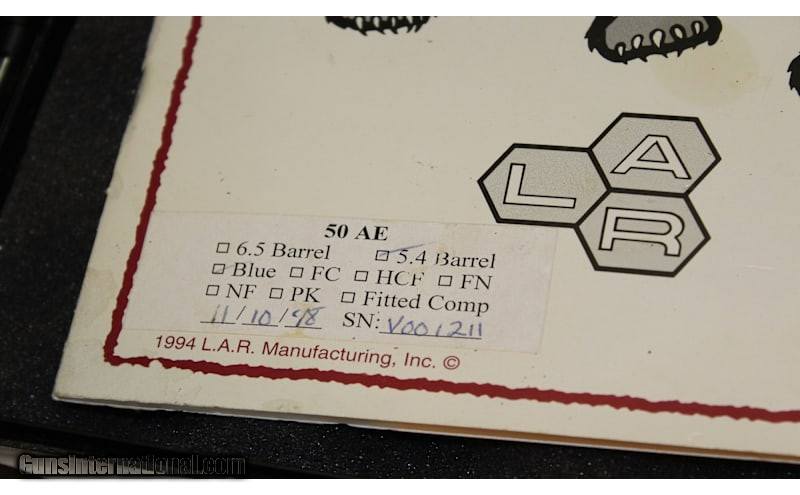 L A R
50 AE
☐ 6.5 Barrel ☑ 5.4 Barrel
☑ Blue ☐ FC ☐ HCF ☐ FN
☐ NF ☐ PK ☐ Fitted Comp
11/10/98 SN: V001211
1994 L.A.R. Manufacturing, Inc. ©
GunsInternational.com